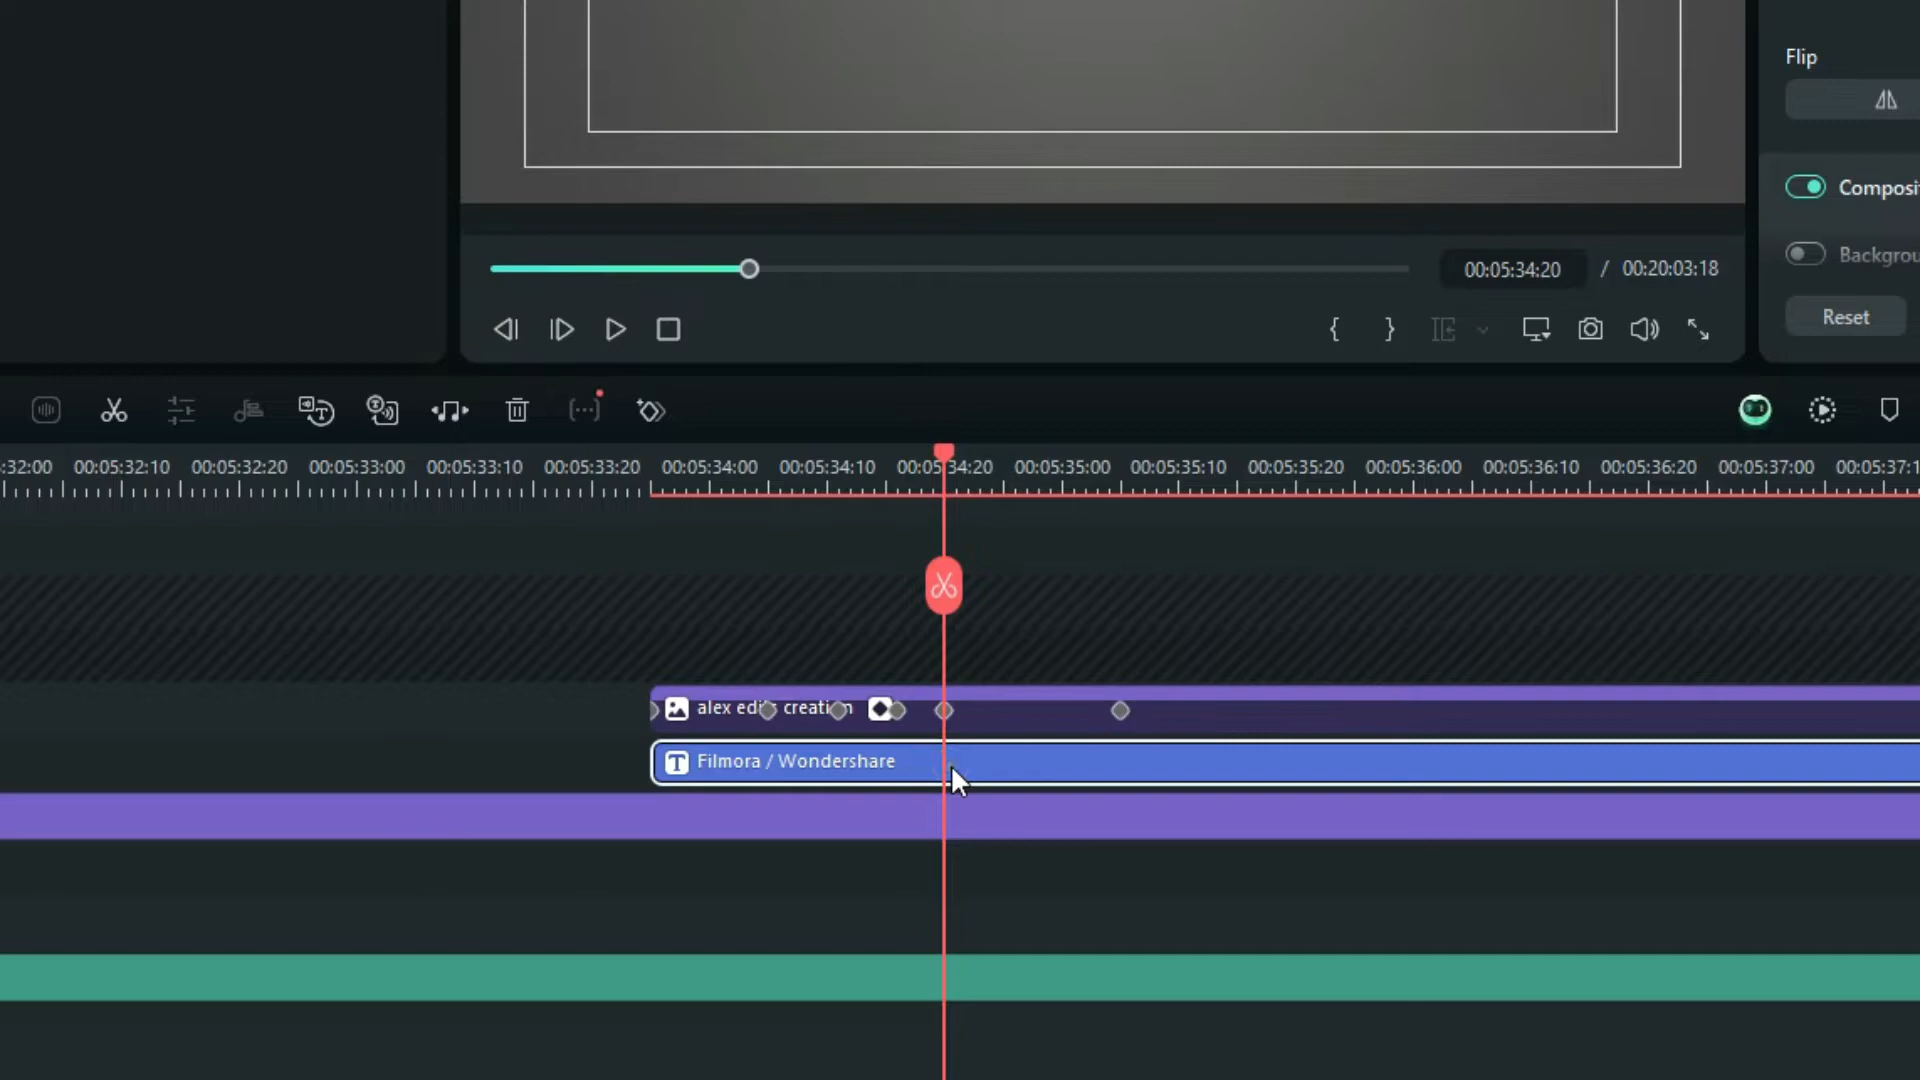 Flip
Composi
Backgrou
00:05:34:20 / 00:20:03:18
Reset
:32:00 00:05:32:10 00:05:32:20 00:05:33:00 00:05:33:10 00:05:33:20 00:05:34:00 00:05:34:10 00:05:34:20 00:05:35:00 00:05:35:10 00:05:35:20 00:05:36:00 00:05:36:10 00:05:36:20 00:05:37:00 00:05:37:1
alex edits creation
Filmora / Wondershare